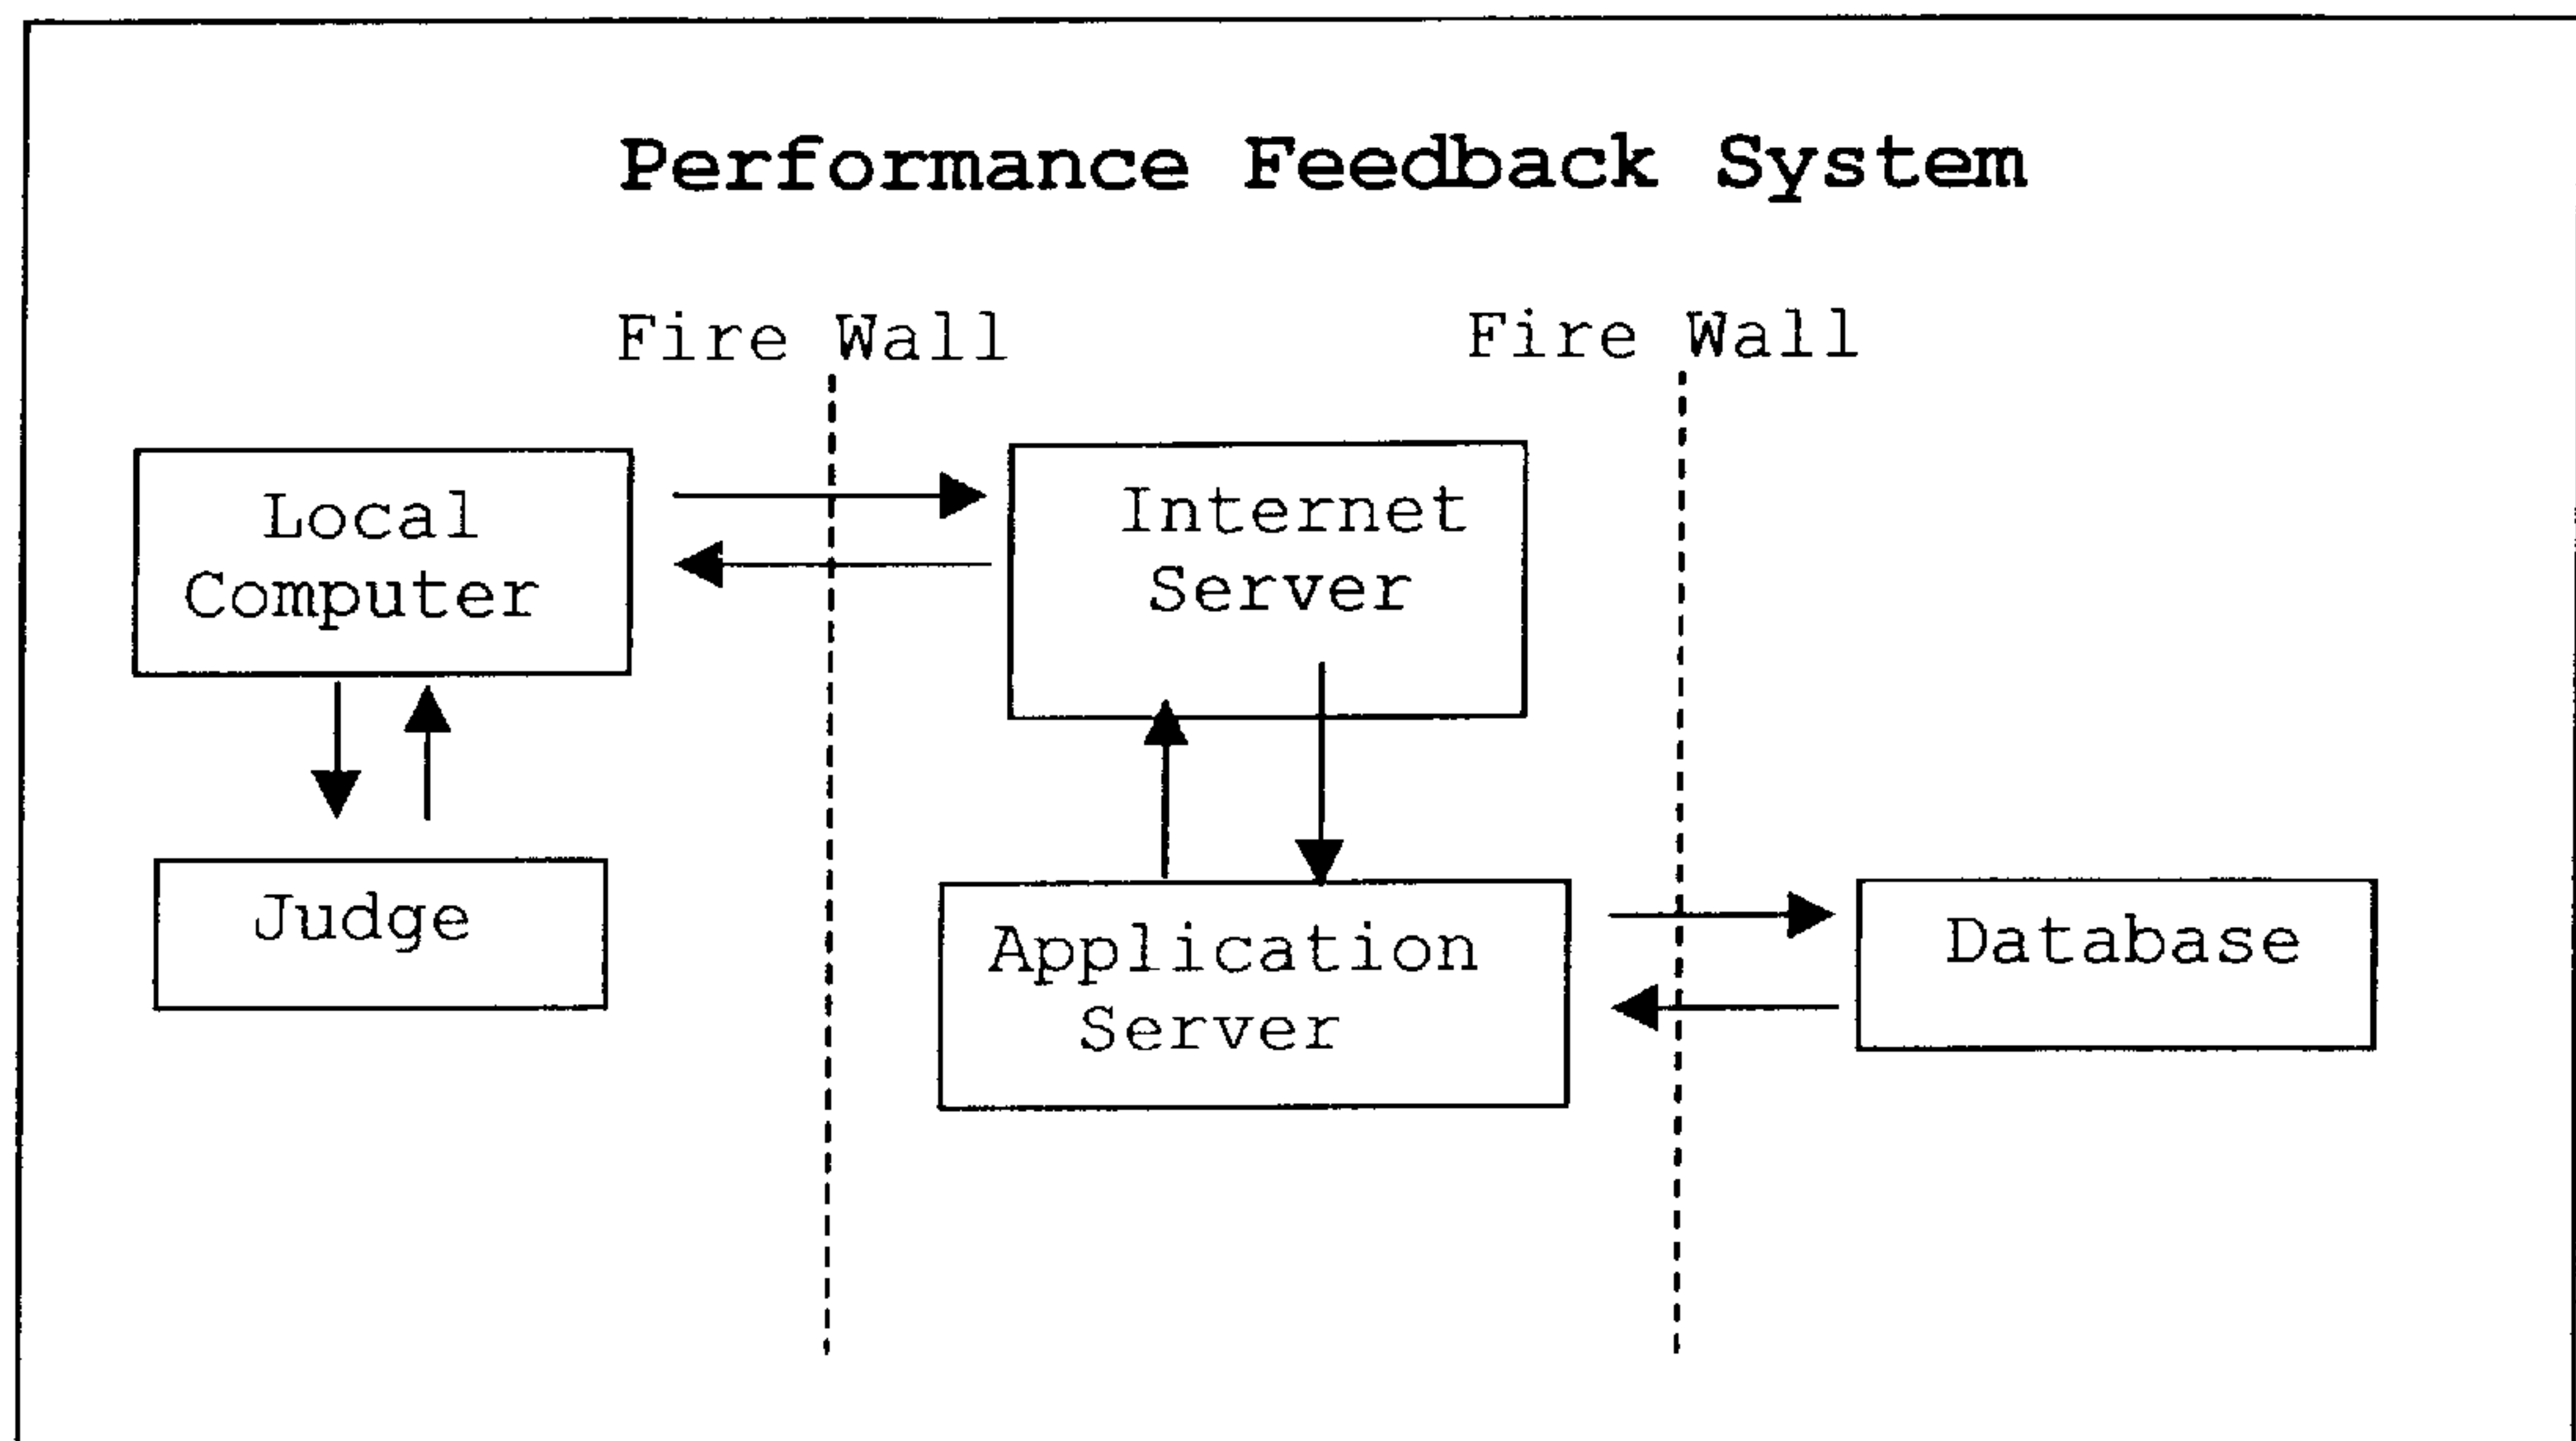 Performance Feedback System
Fire Wall
Fire Wall
Local
Computer
Internet
Server
Judge
Application
Server
Database